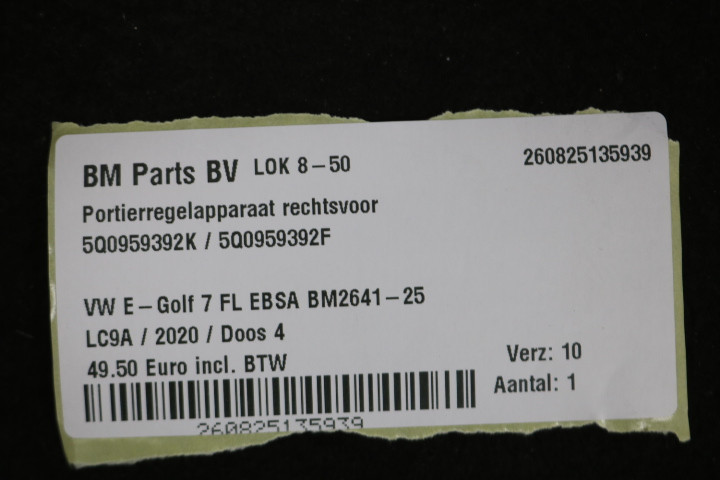 BM Parts BV LOK 8-50 260825135939
Portierregelapparaat rechtsvoor
5Q0959392K / 5Q0959392F
VW E-Golf 7 FL EBSA BM2641-25
LC9A / 2020 / Doos 4
49.50 Euro incl. BTW
Verz: 10
Aantal: 1
260825135939